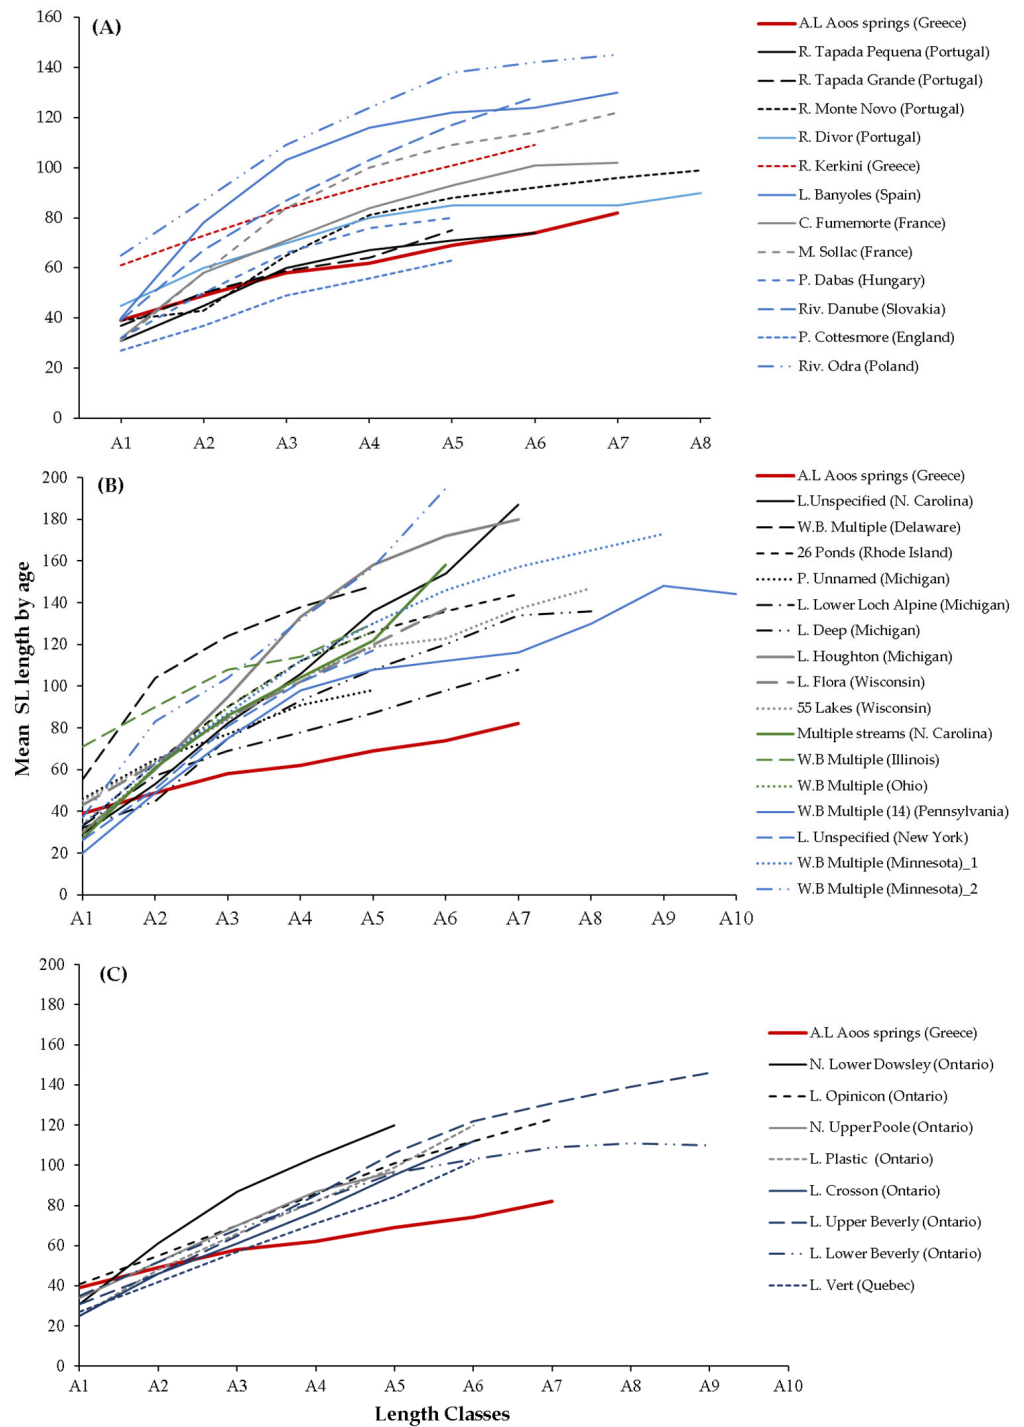 (A)
160
140
120
100
80
60
40
20
0
A1 A2 A3 A4 A5 A6 A7 A8
A.L Aoos springs (Greece)
R. Tapada Pequena (Portugal)
R. Tapada Grande (Portugal)
R. Monte Novo (Portugal)
R. Divor (Portugal)
R. Kerkini (Greece)
L. Banyoles (Spain)
C. Fumemorte (France)
M. Sollac (France)
P. Dabas (Hungary)
Riv. Danube (Slovakia)
P. Cottesmore (England)
Riv. Odra (Poland)
Mean SL length by age
(B)
200
180
160
140
120
100
80
60
40
20
0
A1 A2 A3 A4 A5 A6 A7 A8 A9 A10
A.L Aoos springs (Greece)
L.Unspecified (N. Carolina)
W.B. Multiple (Delaware)
26 Ponds (Rhode Island)
P. Unnamed (Michigan)
L. Lower Loch Alpine (Michigan)
L. Deep (Michigan)
L. Houghton (Michigan)
L. Flora (Wisconsin)
55 Lakes (Wisconsin)
Multiple streams (N. Carolina)
W.B Multiple (Illinois)
W.B Multiple (Ohio)
W.B Multiple (14) (Pennsylvania)
L. Unspecified (New York)
W.B Multiple (Minnesota)_1
W.B Multiple (Minnesota)_2
(C)
200
180
160
140
120
100
80
60
40
20
0
A1 A2 A3 A4 A5 A6 A7 A8 A9 A10
Length Classes
A.L Aoos springs (Greece)
N. Lower Dowsley (Ontario)
L. Opinicon (Ontario)
N. Upper Poole (Ontario)
L. Plastic (Ontario)
L. Crosson (Ontario)
L. Upper Beverly (Ontario)
L. Lower Beverly (Ontario)
L. Vert (Quebec)